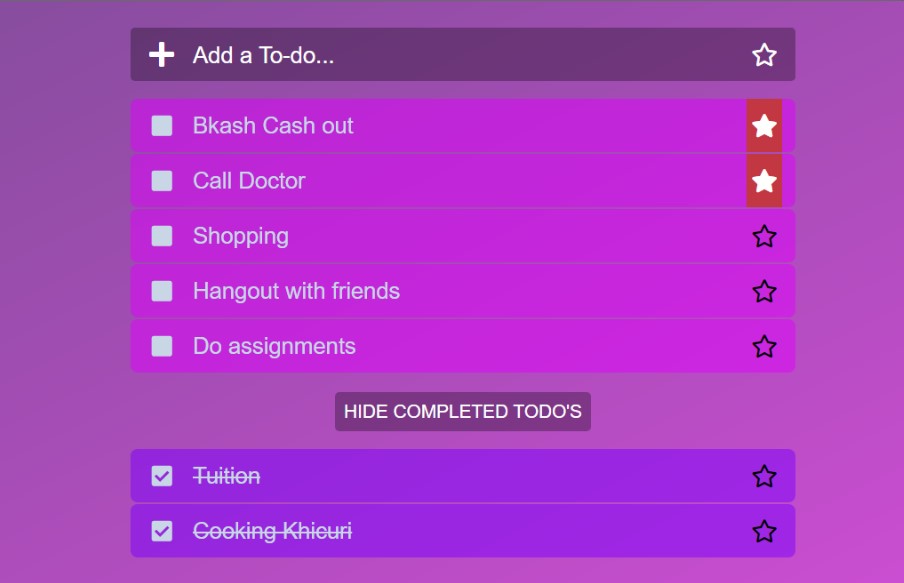 Add a To-do...
Bkash Cash out
Call Doctor
Shopping
Hangout with friends
Do assignments
HIDE COMPLETED TODO'S
Tuition
Cooking Khicuri